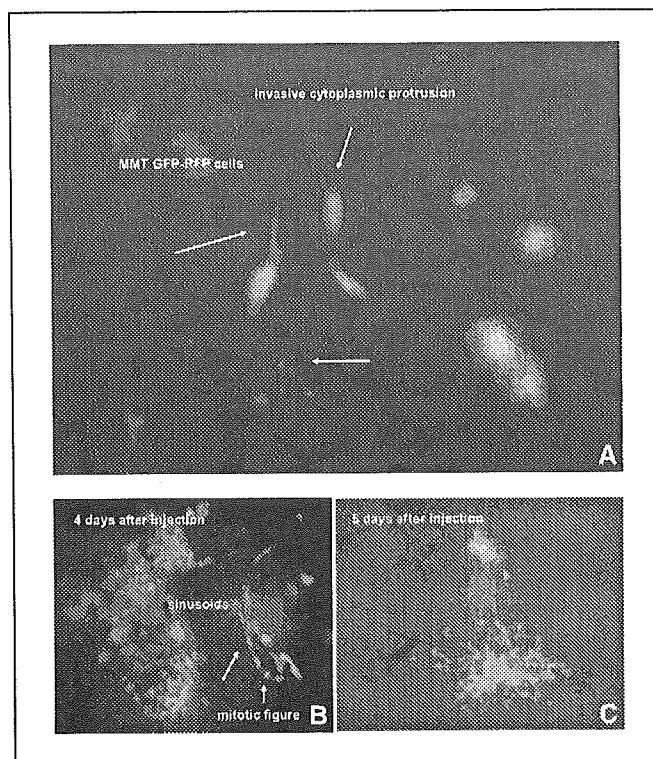 invasive cytoplasmic protrusion
MMT GFP-RFP cells
A
4 days after injection
sinusoids
mitotic figure
B
5 days after injection
C